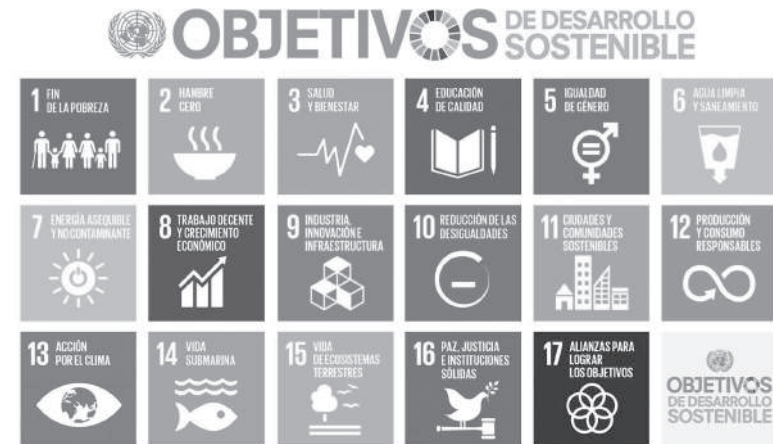 OBJETIVOS DE DESARROLLO
SOSTENIBLE
1 FIN
DE LA POBREZA
2 HAMBRE
CERO
3 SALUD
Y BIENESTAR
4 EDUCACIÓN
DE CALIDAD
5 IGUALDAD
DE GÉNERO
6 AGUA LIMPIA
Y SANEAMIENTO
7 ENERGÍA ASEQUIBLE
Y NO CONTAMINANTE
8 TRABAJO DECENTE
Y CRECIMIENTO
ECONÓMICO
9 INDUSTRIA,
INNOVACIÓN E
INFRAESTRUCTURA
10 REDUCCIÓN DE LAS
DESIGUALDADES
11 CIUDADES Y
COMUNIDADES
SOSTENIBLES
12 PRODUCCIÓN
Y CONSUMO
RESPONSABLES
13 ACCIÓN
POR EL CLIMA
14 VIDA
SUBMARINA
15 VIDA
DE ECOSISTEMAS
TERRESTRES
16 PAZ, JUSTICIA
E INSTITUCIONES
SÓLIDAS
17 ALIANZAS PARA
LOGRAR
LOS OBJETIVOS
OBJETIVOS
DE DESARROLLO
SOSTENIBLE